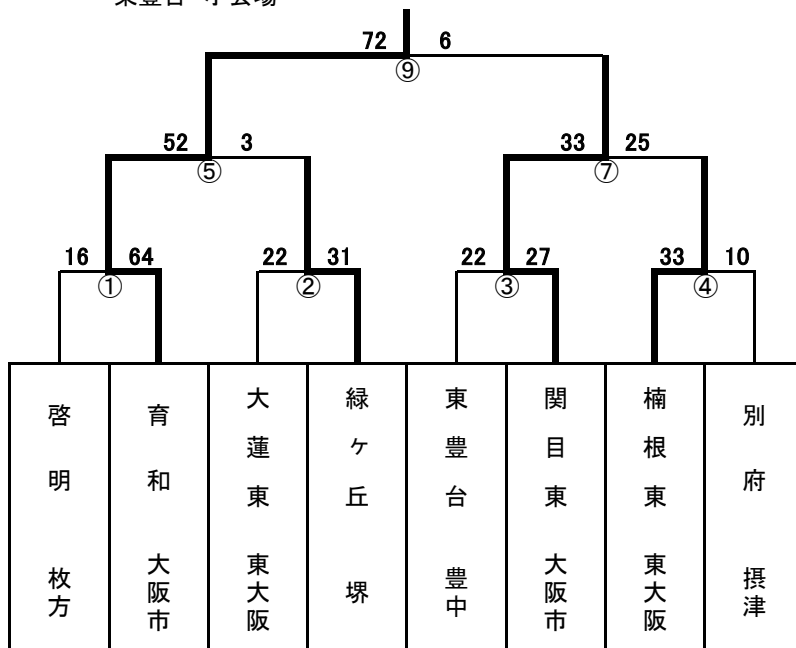 東豊台 小会場
72 6
⑨
52 3
⑤
33 25
⑦
16 64
①
22 31
②
22 27
③
33 10
④
啓明 枚方
育和 大阪市
大蓮東 東大阪
緑ケ丘 堺
東豊台 豊中
関目東 大阪市
楠根東 東大阪
別府 摂津